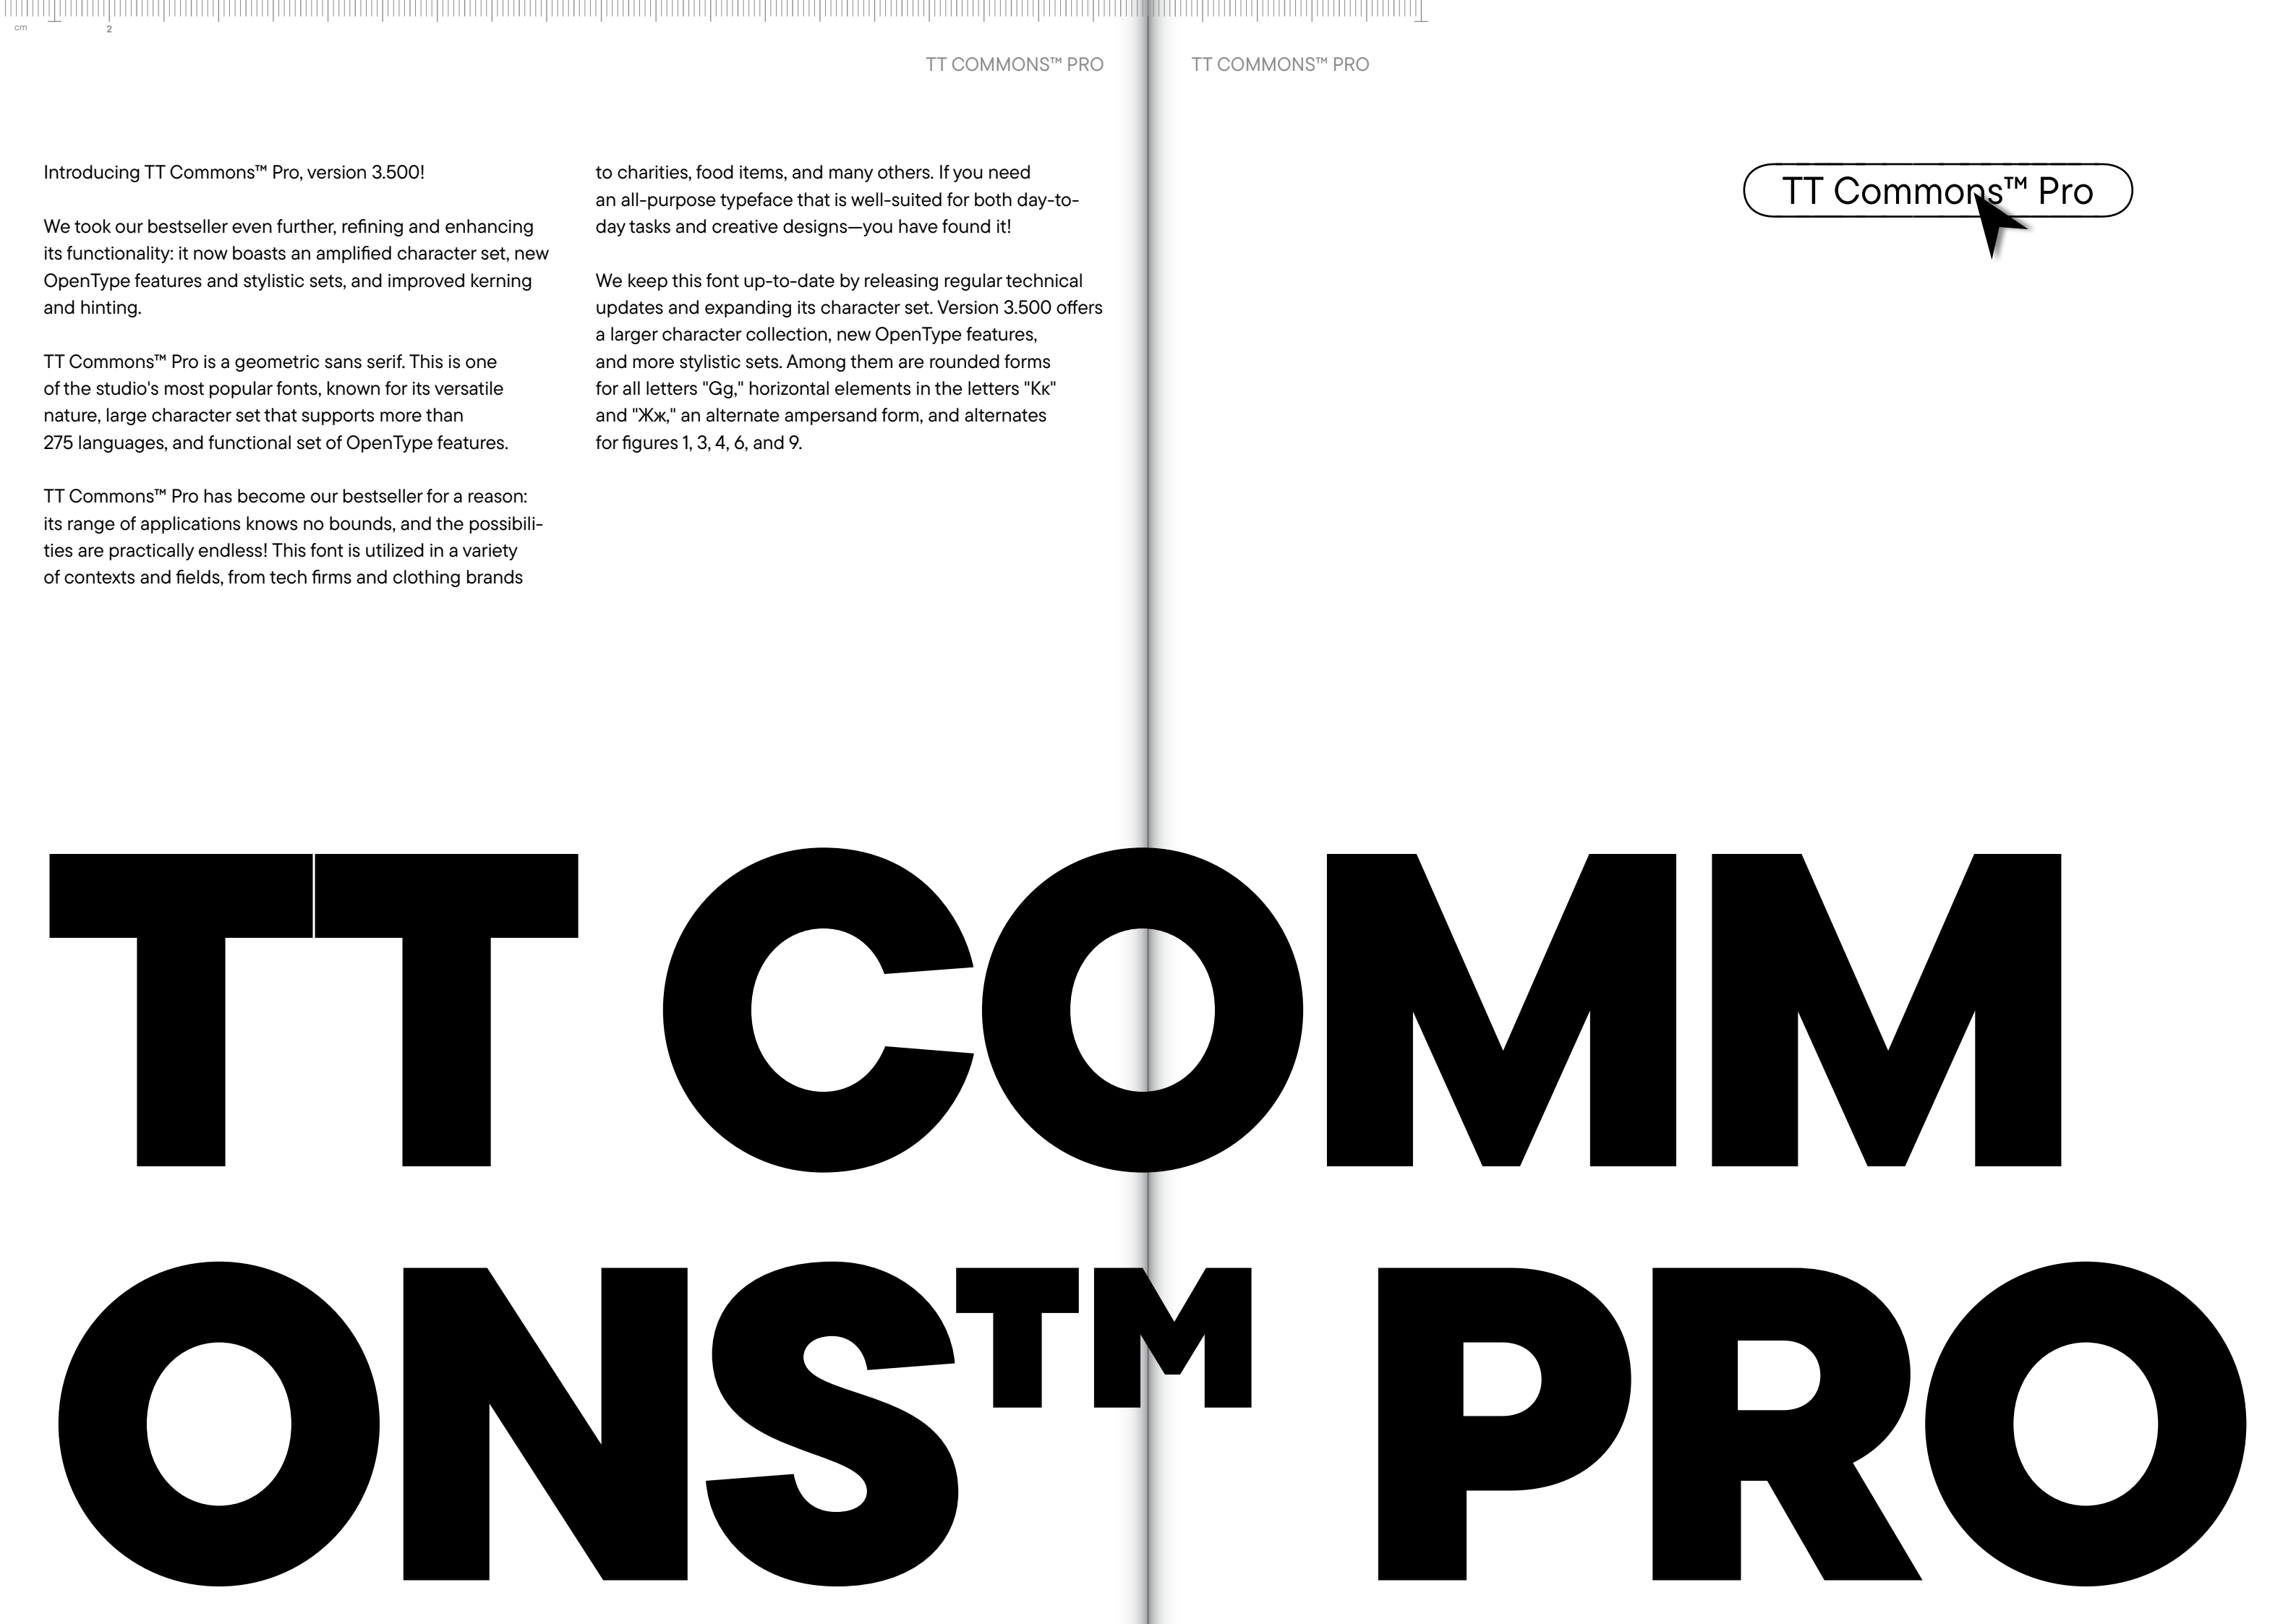 cm
2
TT COMMONS™ PRO
TT COMMONS™ PRO
Introducing TT Commons™ Pro, version 3.500!
We took our bestseller even further, refining and enhancing
its functionality: it now boasts an amplified character set, new
OpenType features and stylistic sets, and improved kerning
and hinting.
TT Commons™ Pro is a geometric sans serif. This is one
of the studio's most popular fonts, known for its versatile
nature, large character set that supports more than
275 languages, and functional set of OpenType features.
TT Commons™ Pro has become our bestseller for a reason:
its range of applications knows no bounds, and the possibili-
ties are practically endless! This font is utilized in a variety
of contexts and fields, from tech firms and clothing brands
to charities, food items, and many others. If you need
an all-purpose typeface that is well-suited for both day-to-
day tasks and creative designs—you have found it!
We keep this font up-to-date by releasing regular technical
updates and expanding its character set. Version 3.500 offers
a larger character collection, new OpenType features,
and more stylistic sets. Among them are rounded forms
for all letters "Gg," horizontal elements in the letters "Кк"
and "Жж," an alternate ampersand form, and alternates
for figures 1, 3, 4, 6, and 9.
TT Commons™ Pro
TT COMM
ONS™ PRO